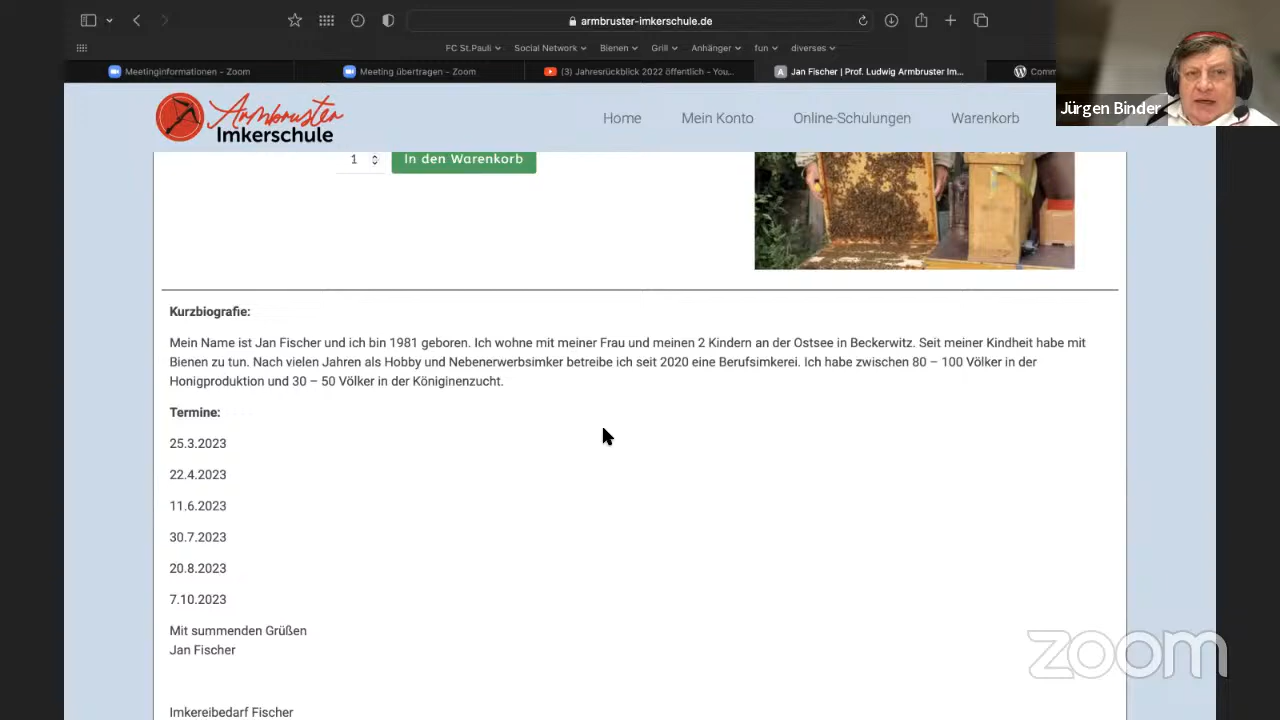 armbruster-imkerschule.de
FC St.Pauli
Social Network
Bienen
Grill
Anhänger
fun
diverses
Meetinginformationen - Zoom
Meeting übertragen - Zoom
(3) Jahresrückblick 2022 öffentlich - You...
Jan Fischer | Prof. Ludwig Armbruster Im...
Comm
Jürgen Binder
Armbruster
Imkerschule
Home
Mein Konto
Online-Schulungen
Warenkorb
1
In den Warenkorb
Kurzbiografie:
Mein Name ist Jan Fischer und ich bin 1981 geboren. Ich wohne mit meiner Frau und meinen 2 Kindern an der Ostsee in Beckerwitz. Seit meiner Kindheit habe mit
Bienen zu tun. Nach vielen Jahren als Hobby und Nebenerwerbsimker betreibe ich seit 2020 eine Berufsimkerei. Ich habe zwischen 80 – 100 Völker in der
Honigproduktion und 30 – 50 Völker in der Königinenzucht.
Termine:
25.3.2023
22.4.2023
11.6.2023
30.7.2023
20.8.2023
7.10.2023
Mit summenden Grüßen
Jan Fischer
Imkereibedarf Fischer
zoom